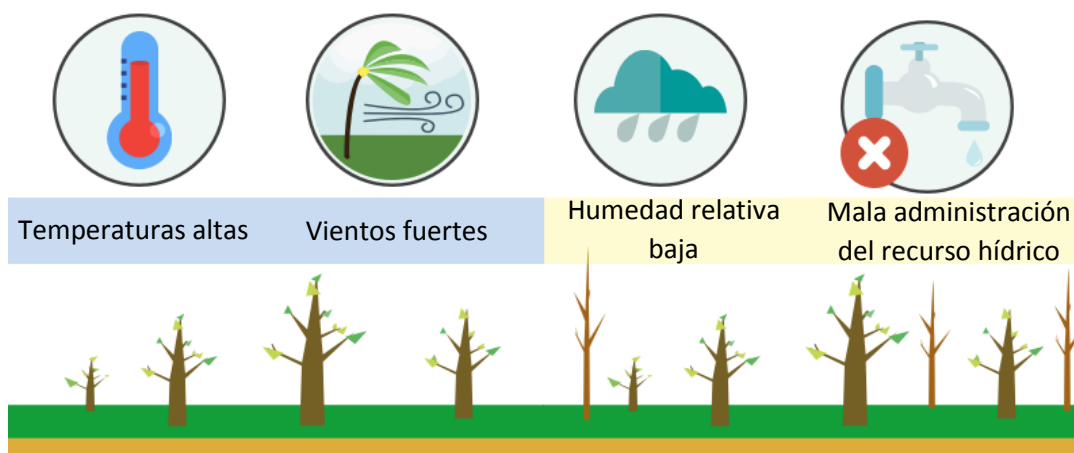 Temperaturas altas
Vientos fuertes
Humedad relativa
baja
Mala administración
del recurso hídrico